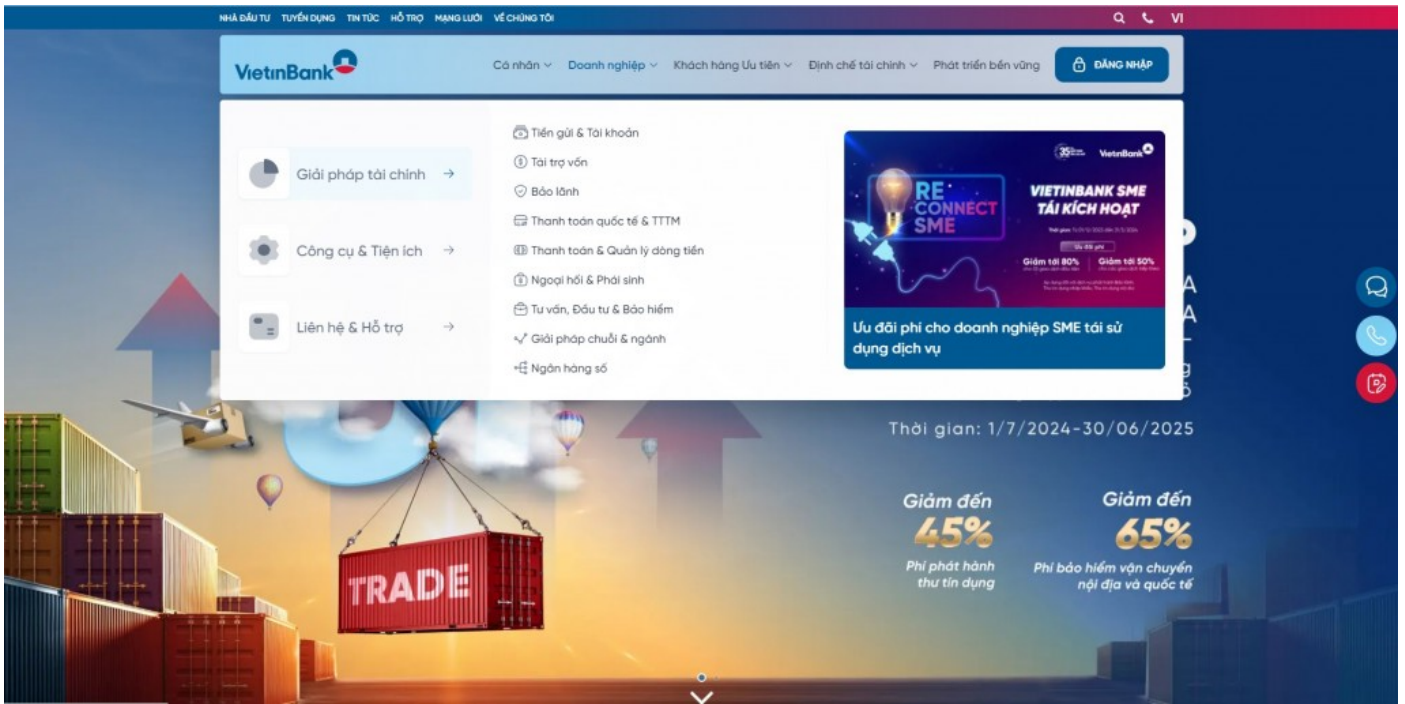 NHÀ ĐẦU TƯ TUYỂN DỤNG TIN TỨC HỖ TRỢ MẠNG LƯỚI VỀ CHÚNG TÔI VI
VietinBank Cá nhân Doanh nghiệp Khách hàng Ưu tiên Định chế tài chính Phát triển bền vững ĐĂNG NHẬP
Giải pháp tài chính
Công cụ & Tiện ích
Liên hệ & Hỗ trợ
Tiền gửi & Tài khoản
Tài trợ vốn
Bảo lãnh
Thanh toán quốc tế & TTTM
Thanh toán & Quản lý dòng tiền
Ngoại hối & Phái sinh
Tư vấn, Đầu tư & Bảo hiểm
Giải pháp chuỗi & ngành
Ngân hàng số
35 VietinBank
RE
CONNECT
SME
VIETINBANK SME
TÁI KÍCH HOẠT
Ưu đãi phí
Giảm tới 80% Giảm tới 50%
Ưu đãi phí cho doanh nghiệp SME tái sử
dụng dịch vụ
A
A
g
Thời gian: 1/7/2024-30/06/2025
Giảm đến
45%
Phí phát hành
thư tín dụng
Giảm đến
65%
Phí bảo hiểm vận chuyển
nội địa và quốc tế
TRADE